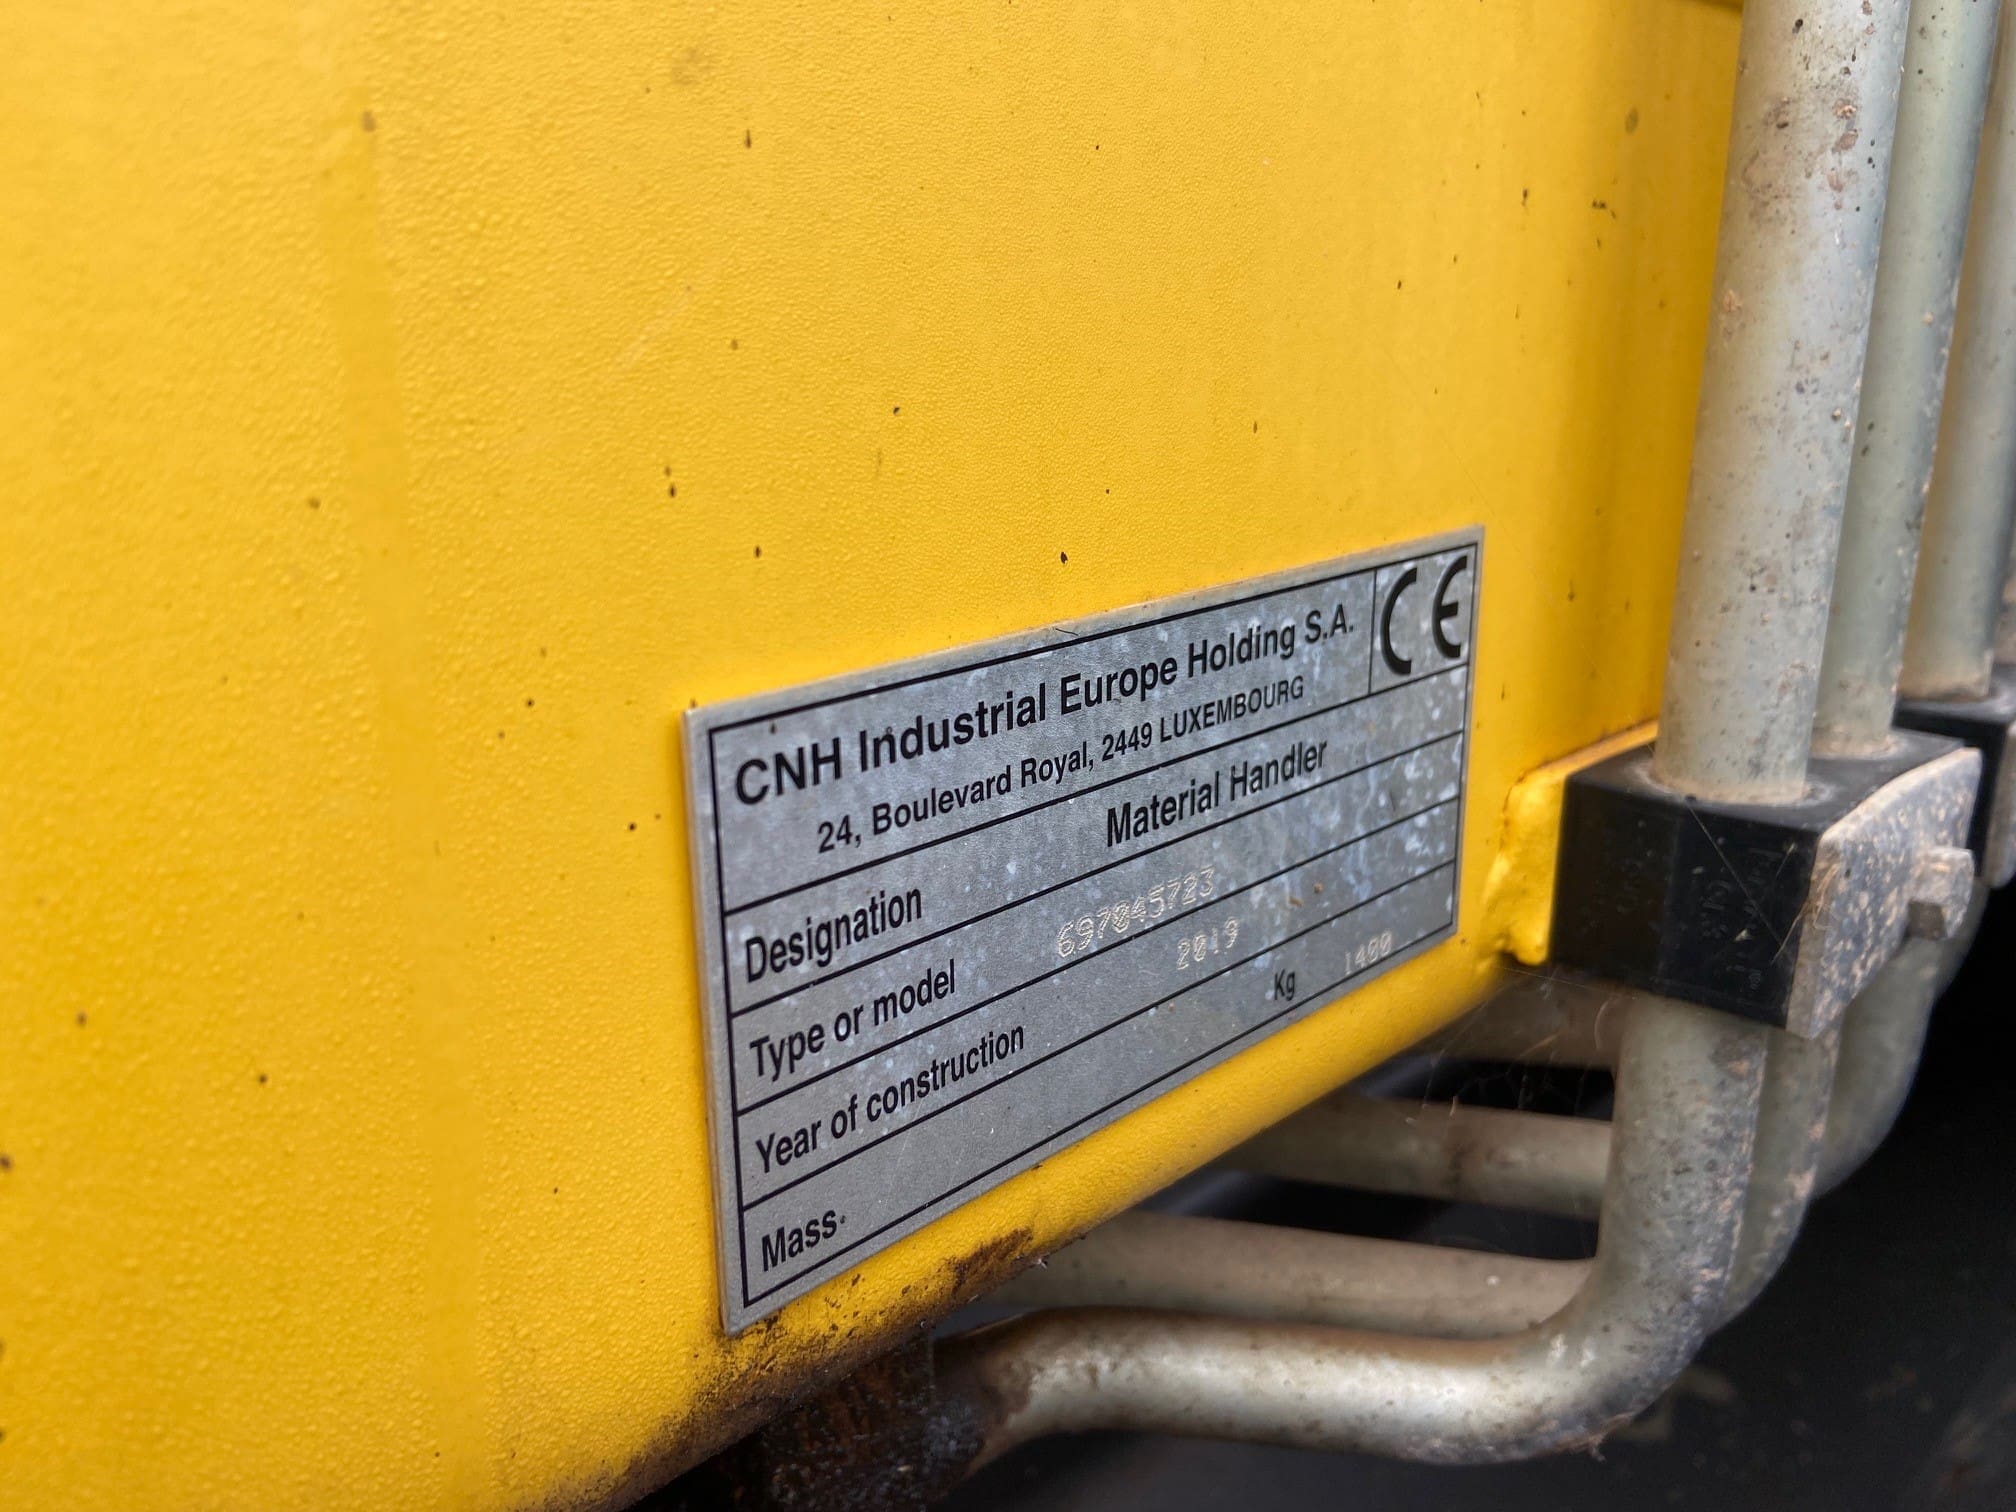 CNH Industrial Europe Holding S.A. CE
24, Boulevard Royal, 2449 LUXEMBOURG
Designation Material Handler
Type or model 697045723
Year of construction 2019
Mass Kg 1400